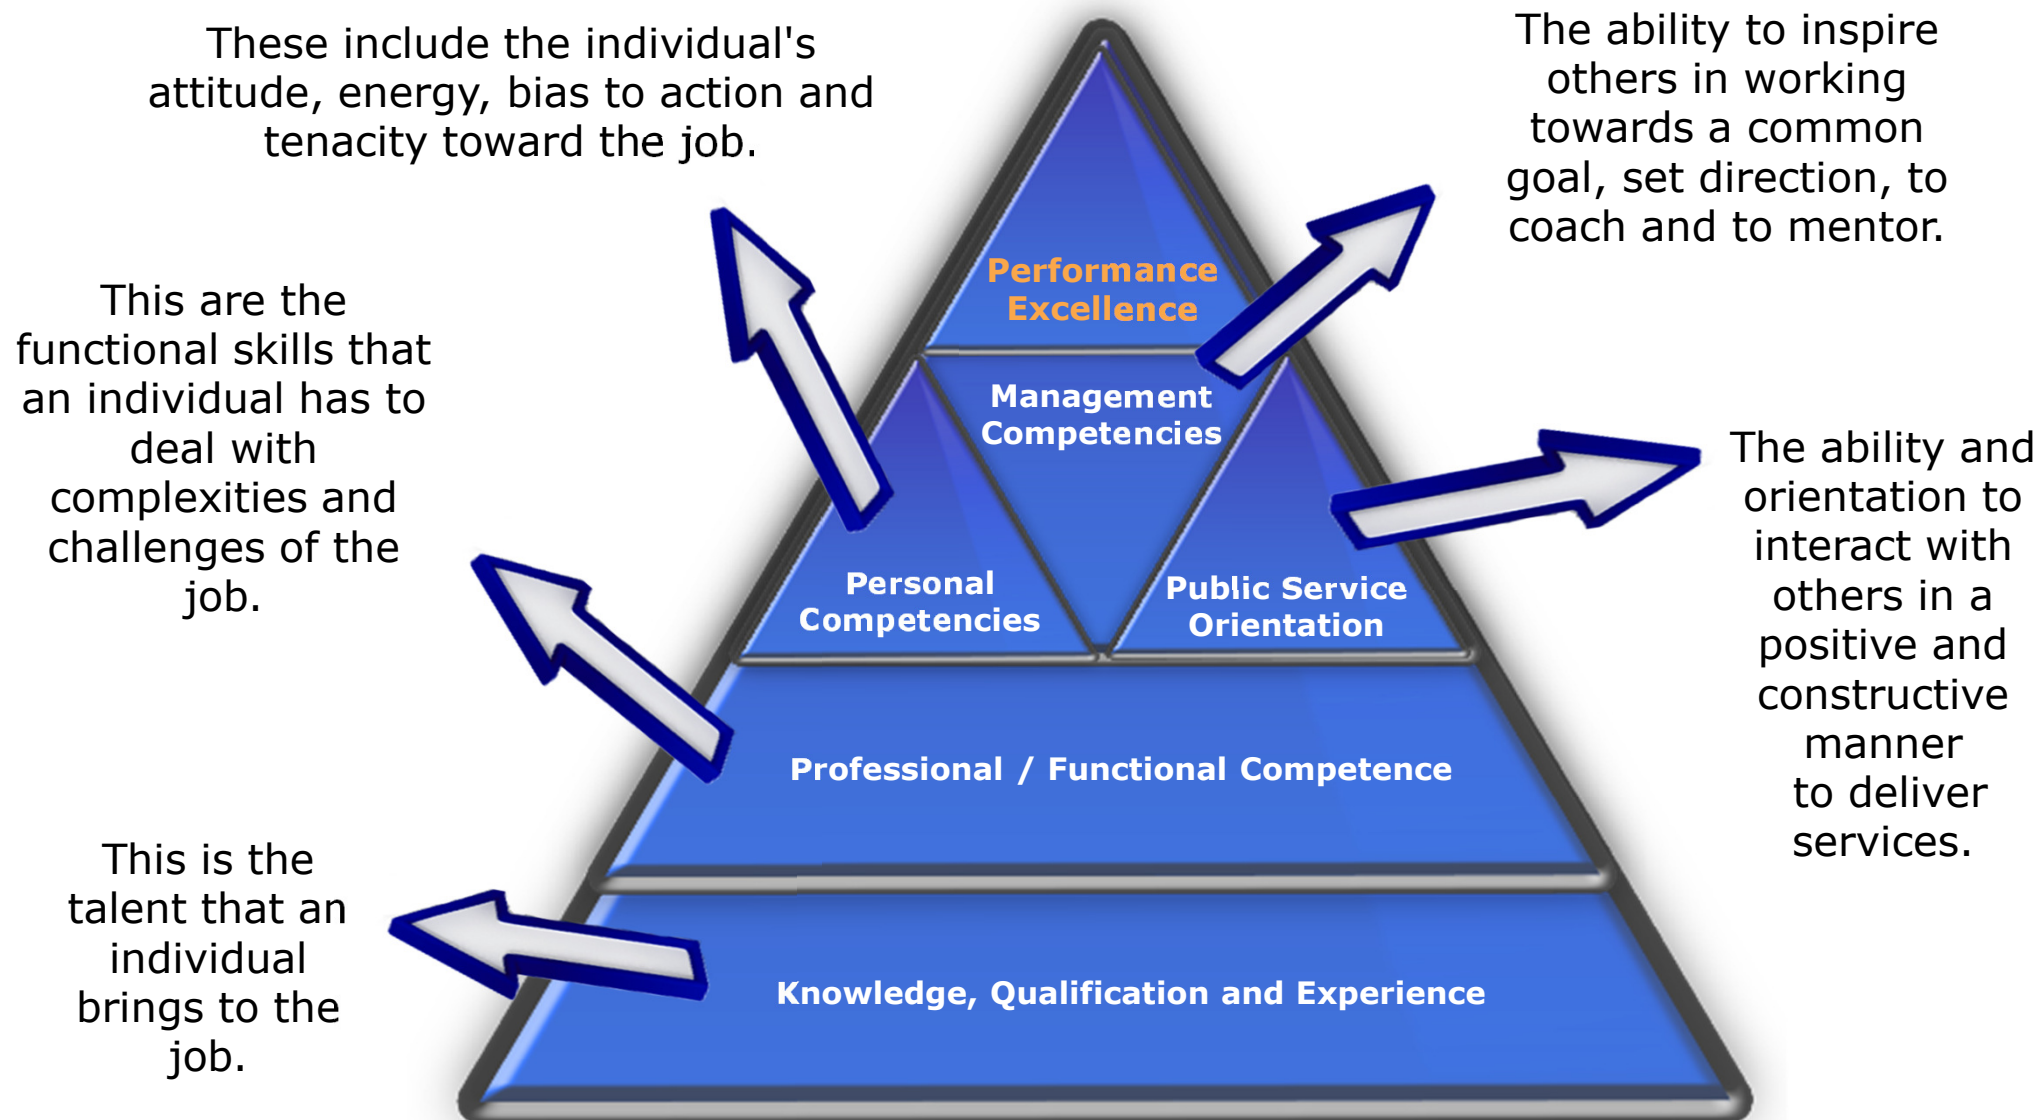 These include the individual's
attitude, energy, bias to action and
tenacity toward the job.
The ability to inspire
others in working
towards a common
goal, set direction, to
coach and to mentor.
This are the
functional skills that
an individual has to
deal with
complexities and
challenges of the
job.
Performance
Excellence
Management
Competencies
The ability and
orientation to
interact with
others in a
positive and
constructive
manner
to deliver
services.
Personal
Competencies
Public Service
Orientation
Professional / Functional Competence
This is the
talent that an
individual
brings to the
job.
Knowledge, Qualification and Experience